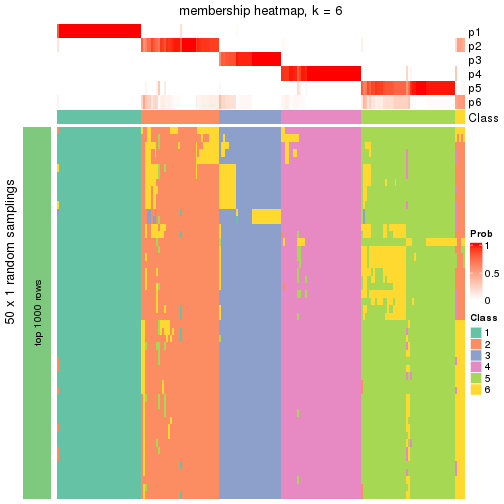 membership heatmap, k = 6
p1
p2
p3
p4
p5
p6
Class
50 x 1 random samplings
top 1000 rows
Prob
1
0.5
0
Class
1
2
3
4
5
6